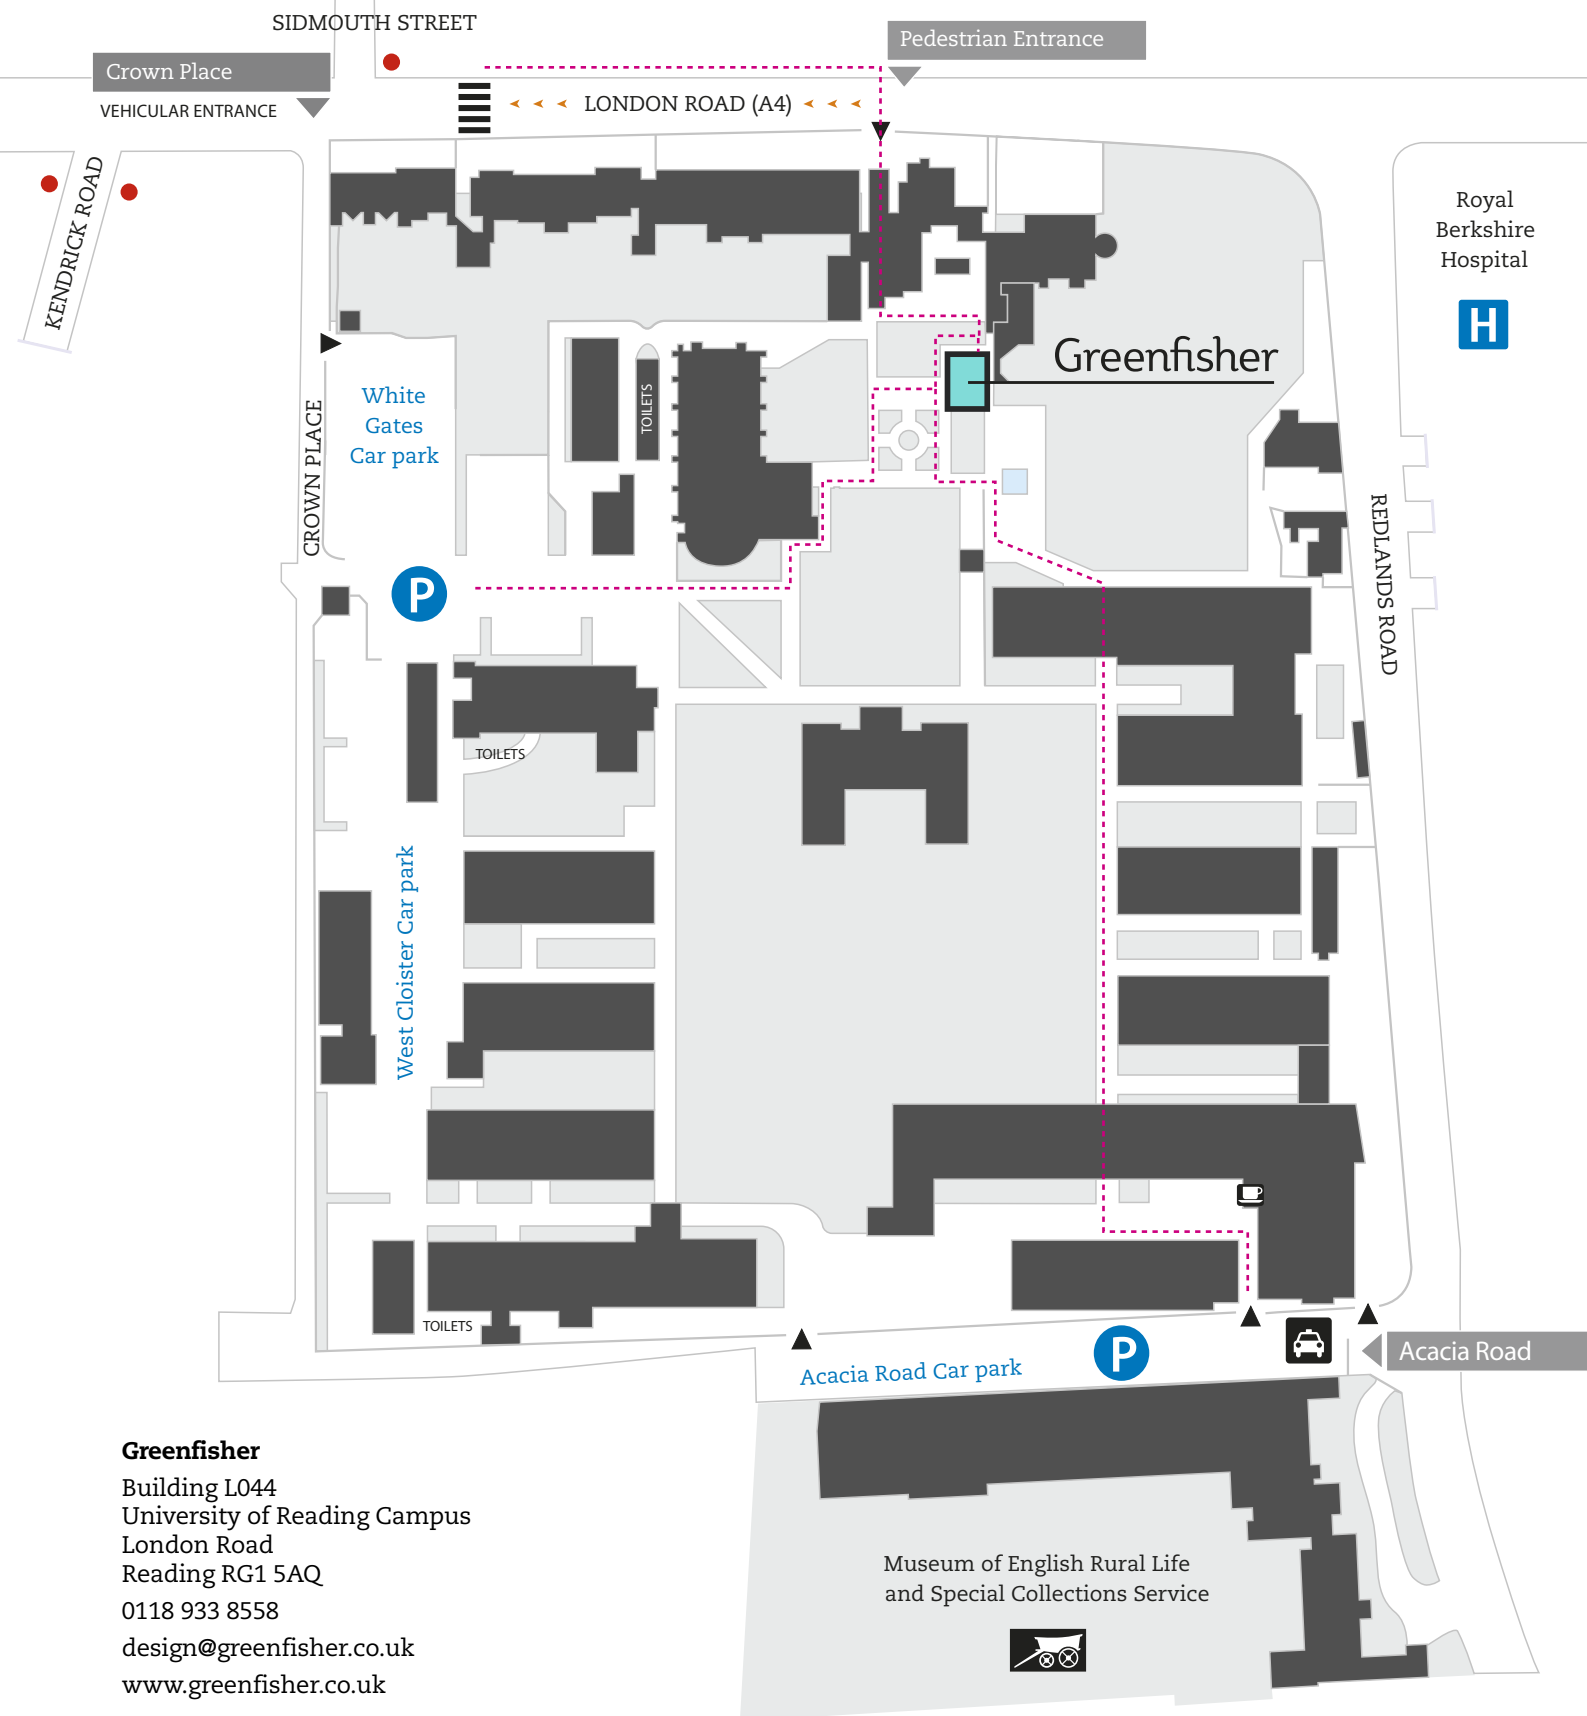 SIDMOUTH STREET
Pedestrian Entrance
Crown Place
VEHICULAR ENTRANCE
LONDON ROAD (A4)
KENDRICK ROAD
Royal
Berkshire
Hospital
H
Greenfisher
White
Gates
Car park
TOILETS
CROWN PLACE
REDLANDS ROAD
P
TOILETS
West Cloister Car park
TOILETS
P
Acacia Road
Acacia Road Car park
Greenfisher
Building L044
University of Reading Campus
London Road
Reading RG1 5AQ
0118 933 8558
design@greenfisher.co.uk
www.greenfisher.co.uk
Museum of English Rural Life
and Special Collections Service